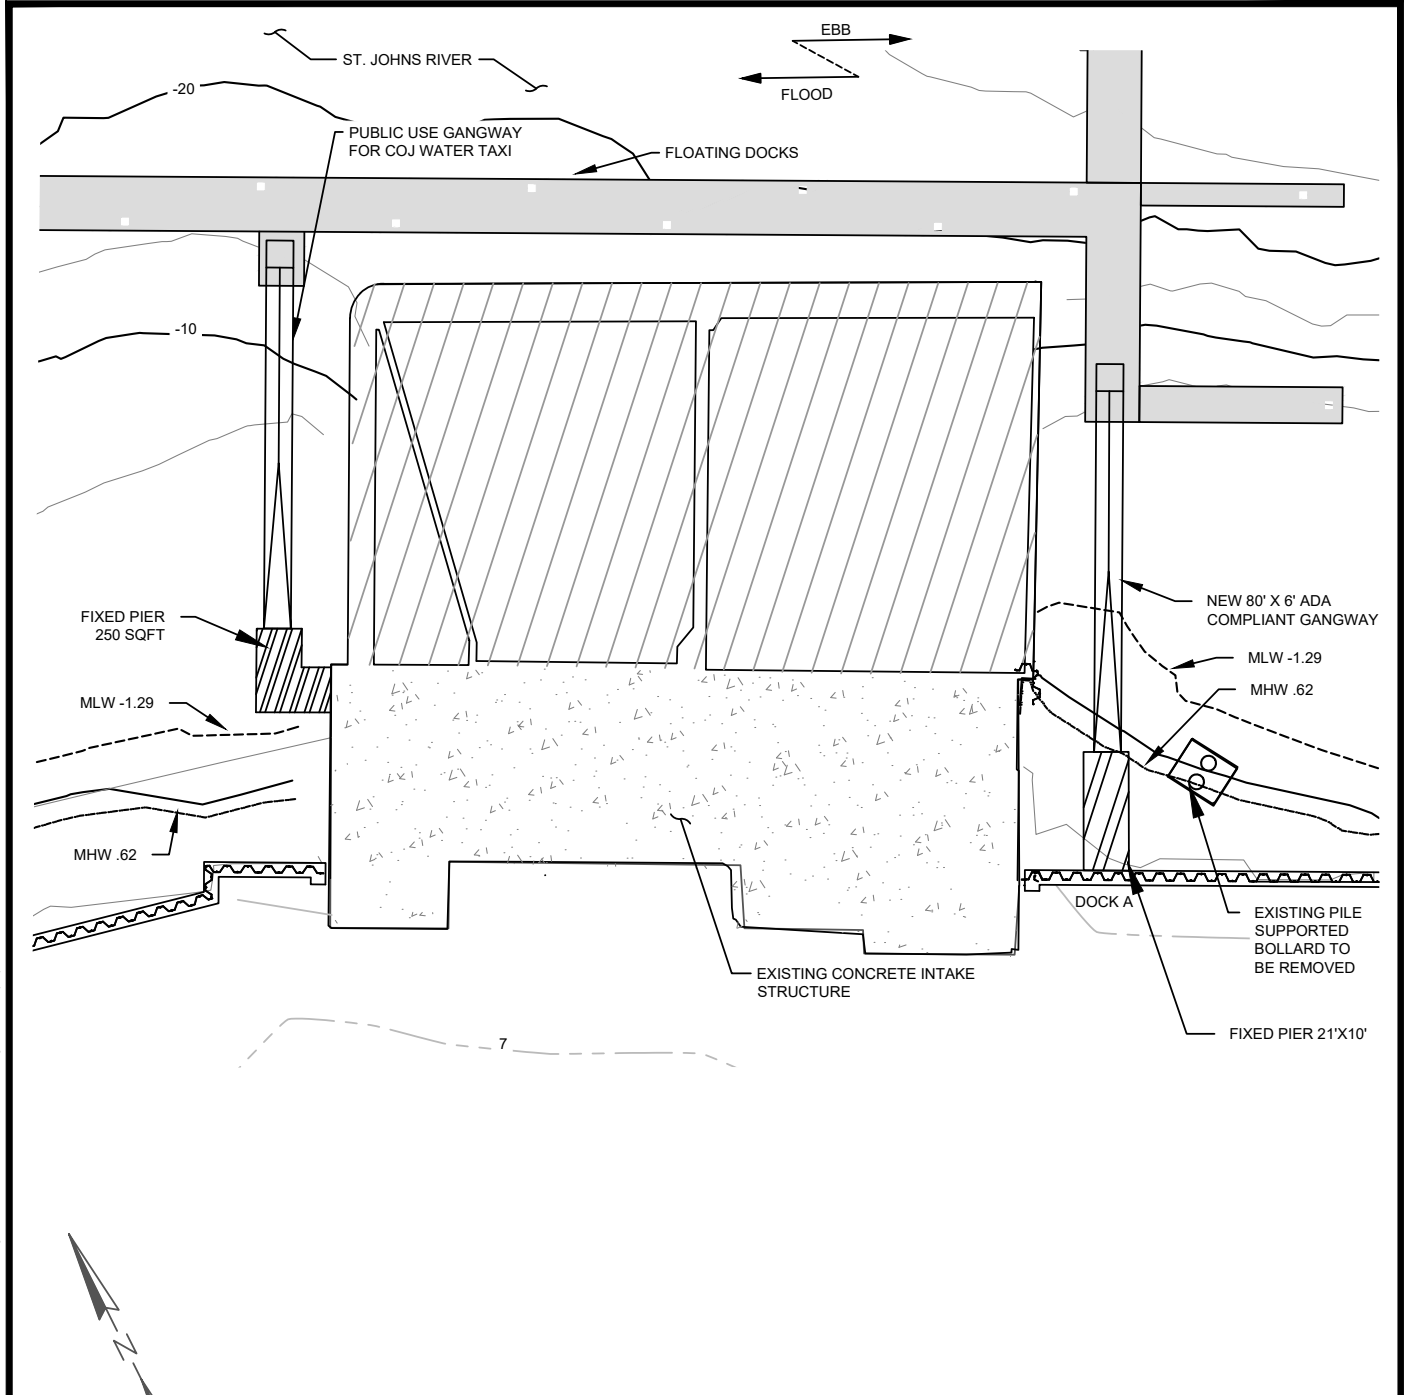 EBB
ST. JOHNS RIVER
-20
FLOOD
PUBLIC USE GANGWAY
FOR COJ WATER TAXI
FLOATING DOCKS
-10
NEW 80' X 6' ADA
COMPLIANT GANGWAY
FIXED PIER
250 SQFT
MLW -1.29
MHW .62
MLW -1.29
MHW .62
DOCK A
EXISTING PILE
SUPPORTED
BOLLARD TO
BE REMOVED
EXISTING CONCRETE INTAKE
STRUCTURE
FIXED PIER 21'X10'
7
N